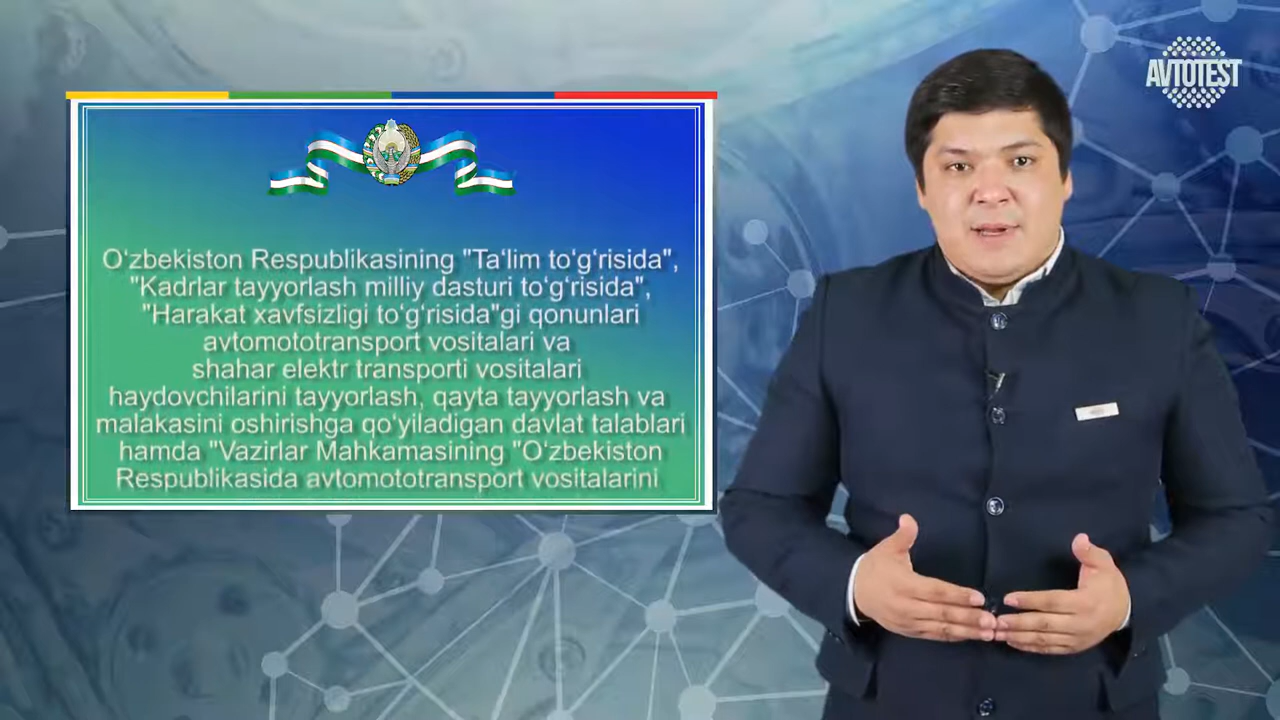 AVTOTEST
O‘zbekiston Respublikasining "Ta‘lim to‘g‘risida",
"Kadrlar tayyorlash milliy dasturi to‘g‘risida",
"Harakat xavfsizligi to‘g‘risida"gi qonunlari
avtomototransport vositalari va
shahar elektr transporti vositalari
haydovchilarini tayyorlash, qayta tayyorlash va
malakasini oshirishga qo‘yiladigan davlat talablari
hamda "Vazirlar Mahkamasining "O‘zbekiston
Respublikasida avtomototransport vositalarini